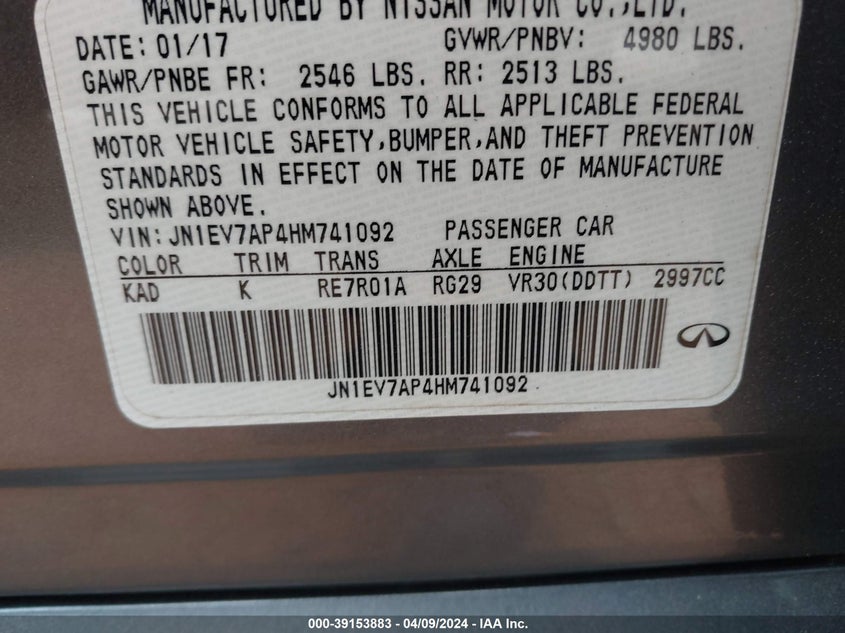 MANUFACTURED BY NISSAN MOTOR CO.,LTD.
DATE: 01/17 GVWR/PNBV: 4980 LBS.
GAWR/PNBE FR: 2546 LBS. RR: 2513 LBS.
THIS VEHICLE CONFORMS TO ALL APPLICABLE FEDERAL
MOTOR VEHICLE SAFETY,BUMPER,AND THEFT PREVENTION
STANDARDS IN EFFECT ON THE DATE OF MANUFACTURE
SHOWN ABOVE.
VIN:JN1EV7AP4HM741092 PASSENGER CAR
COLOR TRIM TRANS AXLE ENGINE
KAD K RE7R01A RG29 VR30(DDTT) 2997CC
JN1EV7AP4HM741092
000-39153883 - 04/09/2024 - IAA Inc.